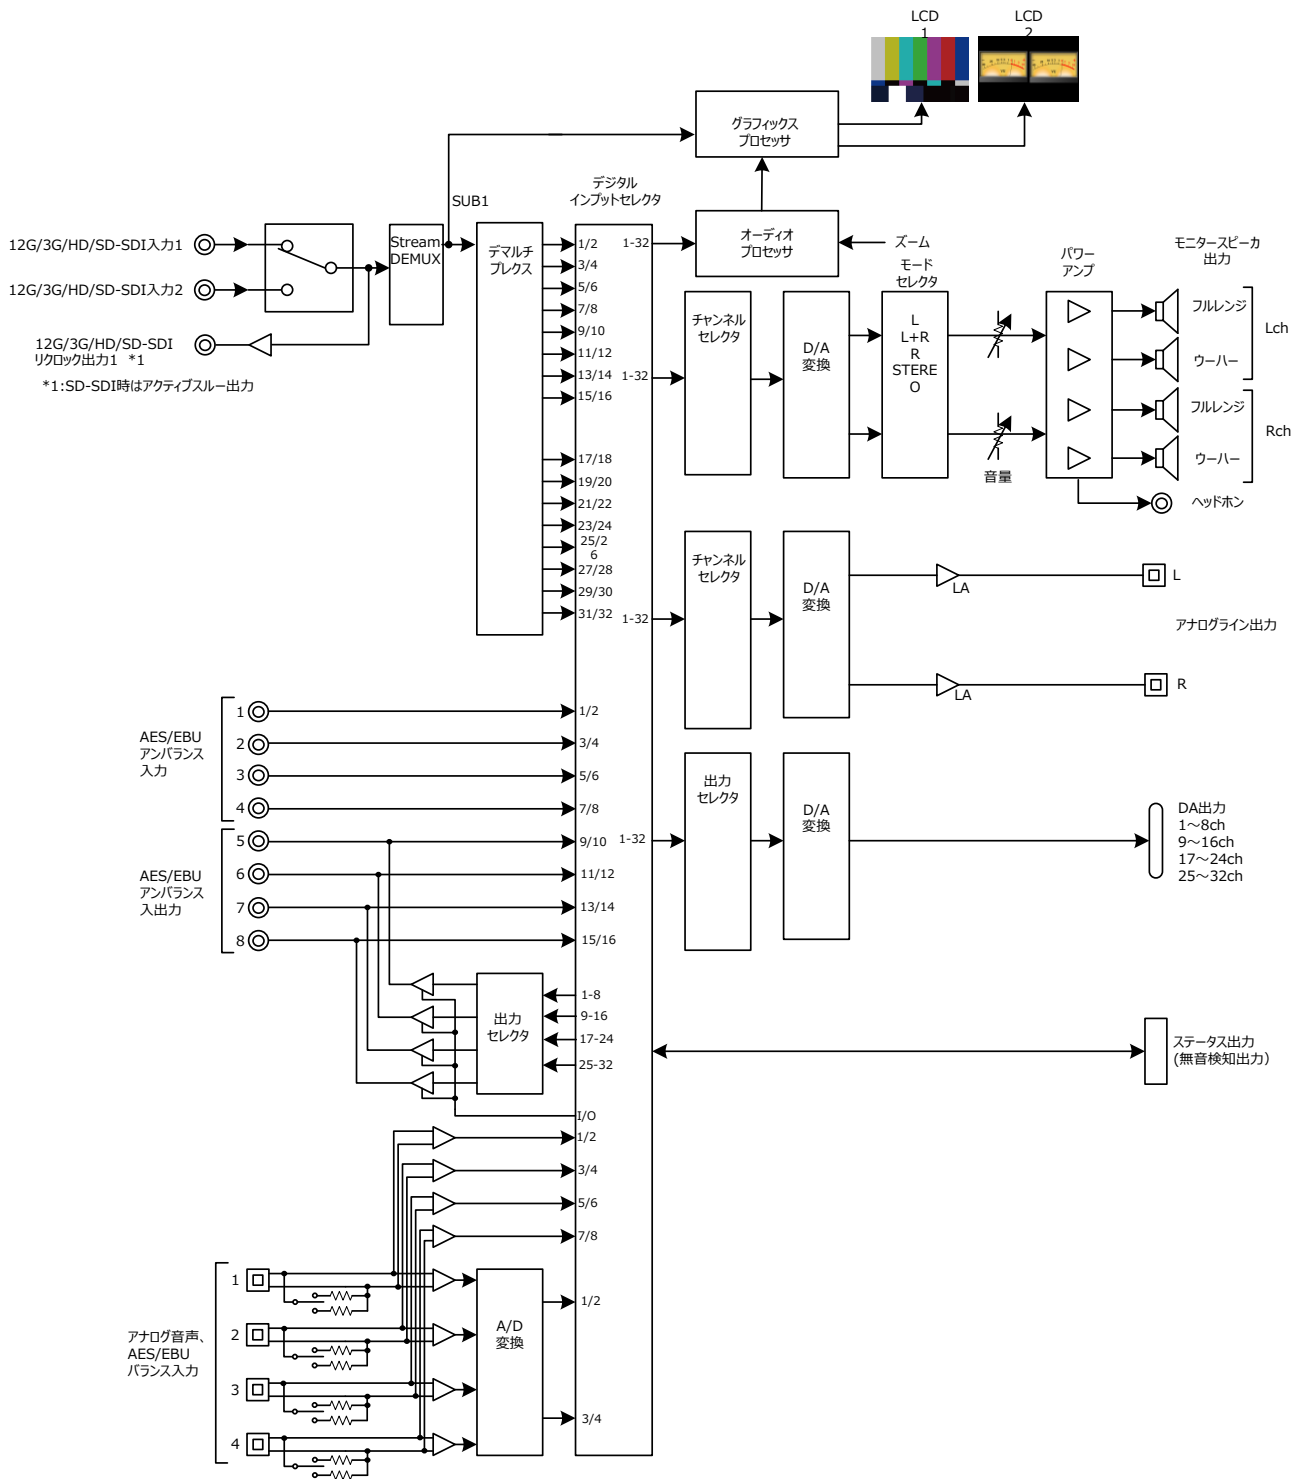 LCD
1
LCD
2
グラフィックス
プロセッサ
SUB1
デジタル
インプットセレクタ
12G/3G/HD/SD-SDI入力1
12G/3G/HD/SD-SDI入力2
12G/3G/HD/SD-SDI
リクロック出力1 *1
*1:SD-SDI時はアクティブスルー出力
Stream
DEMUX
デマルチ
プレクス
1/2
3/4
5/6
7/8
9/10
11/12
13/14
15/16
17/18
19/20
21/22
23/24
25/2
6
27/28
29/30
31/32
1-32
オーディオ
プロセッサ
ズーム
モード
セレクタ
パワー
アンプ
モニタースピーカ
出力
1-32
チャンネル
セレクタ
D/A
変換
L
L+R
R
STERE
O
音量
フルレンジ
ウーハー
Lch
フルレンジ
ウーハー
Rch
ヘッドホン
1-32
チャンネル
セレクタ
D/A
変換
LA
L
アナログライン出力
LA
R
AES/EBU
アンバランス
入力
1
2
3
4
1/2
3/4
5/6
7/8
AES/EBU
アンバランス
入出力
5
6
7
8
9/10
11/12
13/14
15/16
1-32
出力
セレクタ
D/A
変換
DA出力
1～8ch
9～16ch
17～24ch
25～32ch
出力
セレクタ
1-8
9-16
17-24
25-32
I/O
ステータス出力
(無音検知出力)
1/2
3/4
5/6
7/8
アナログ音声、
AES/EBU
バランス入力
1
2
3
4
A/D
変換
1/2
3/4